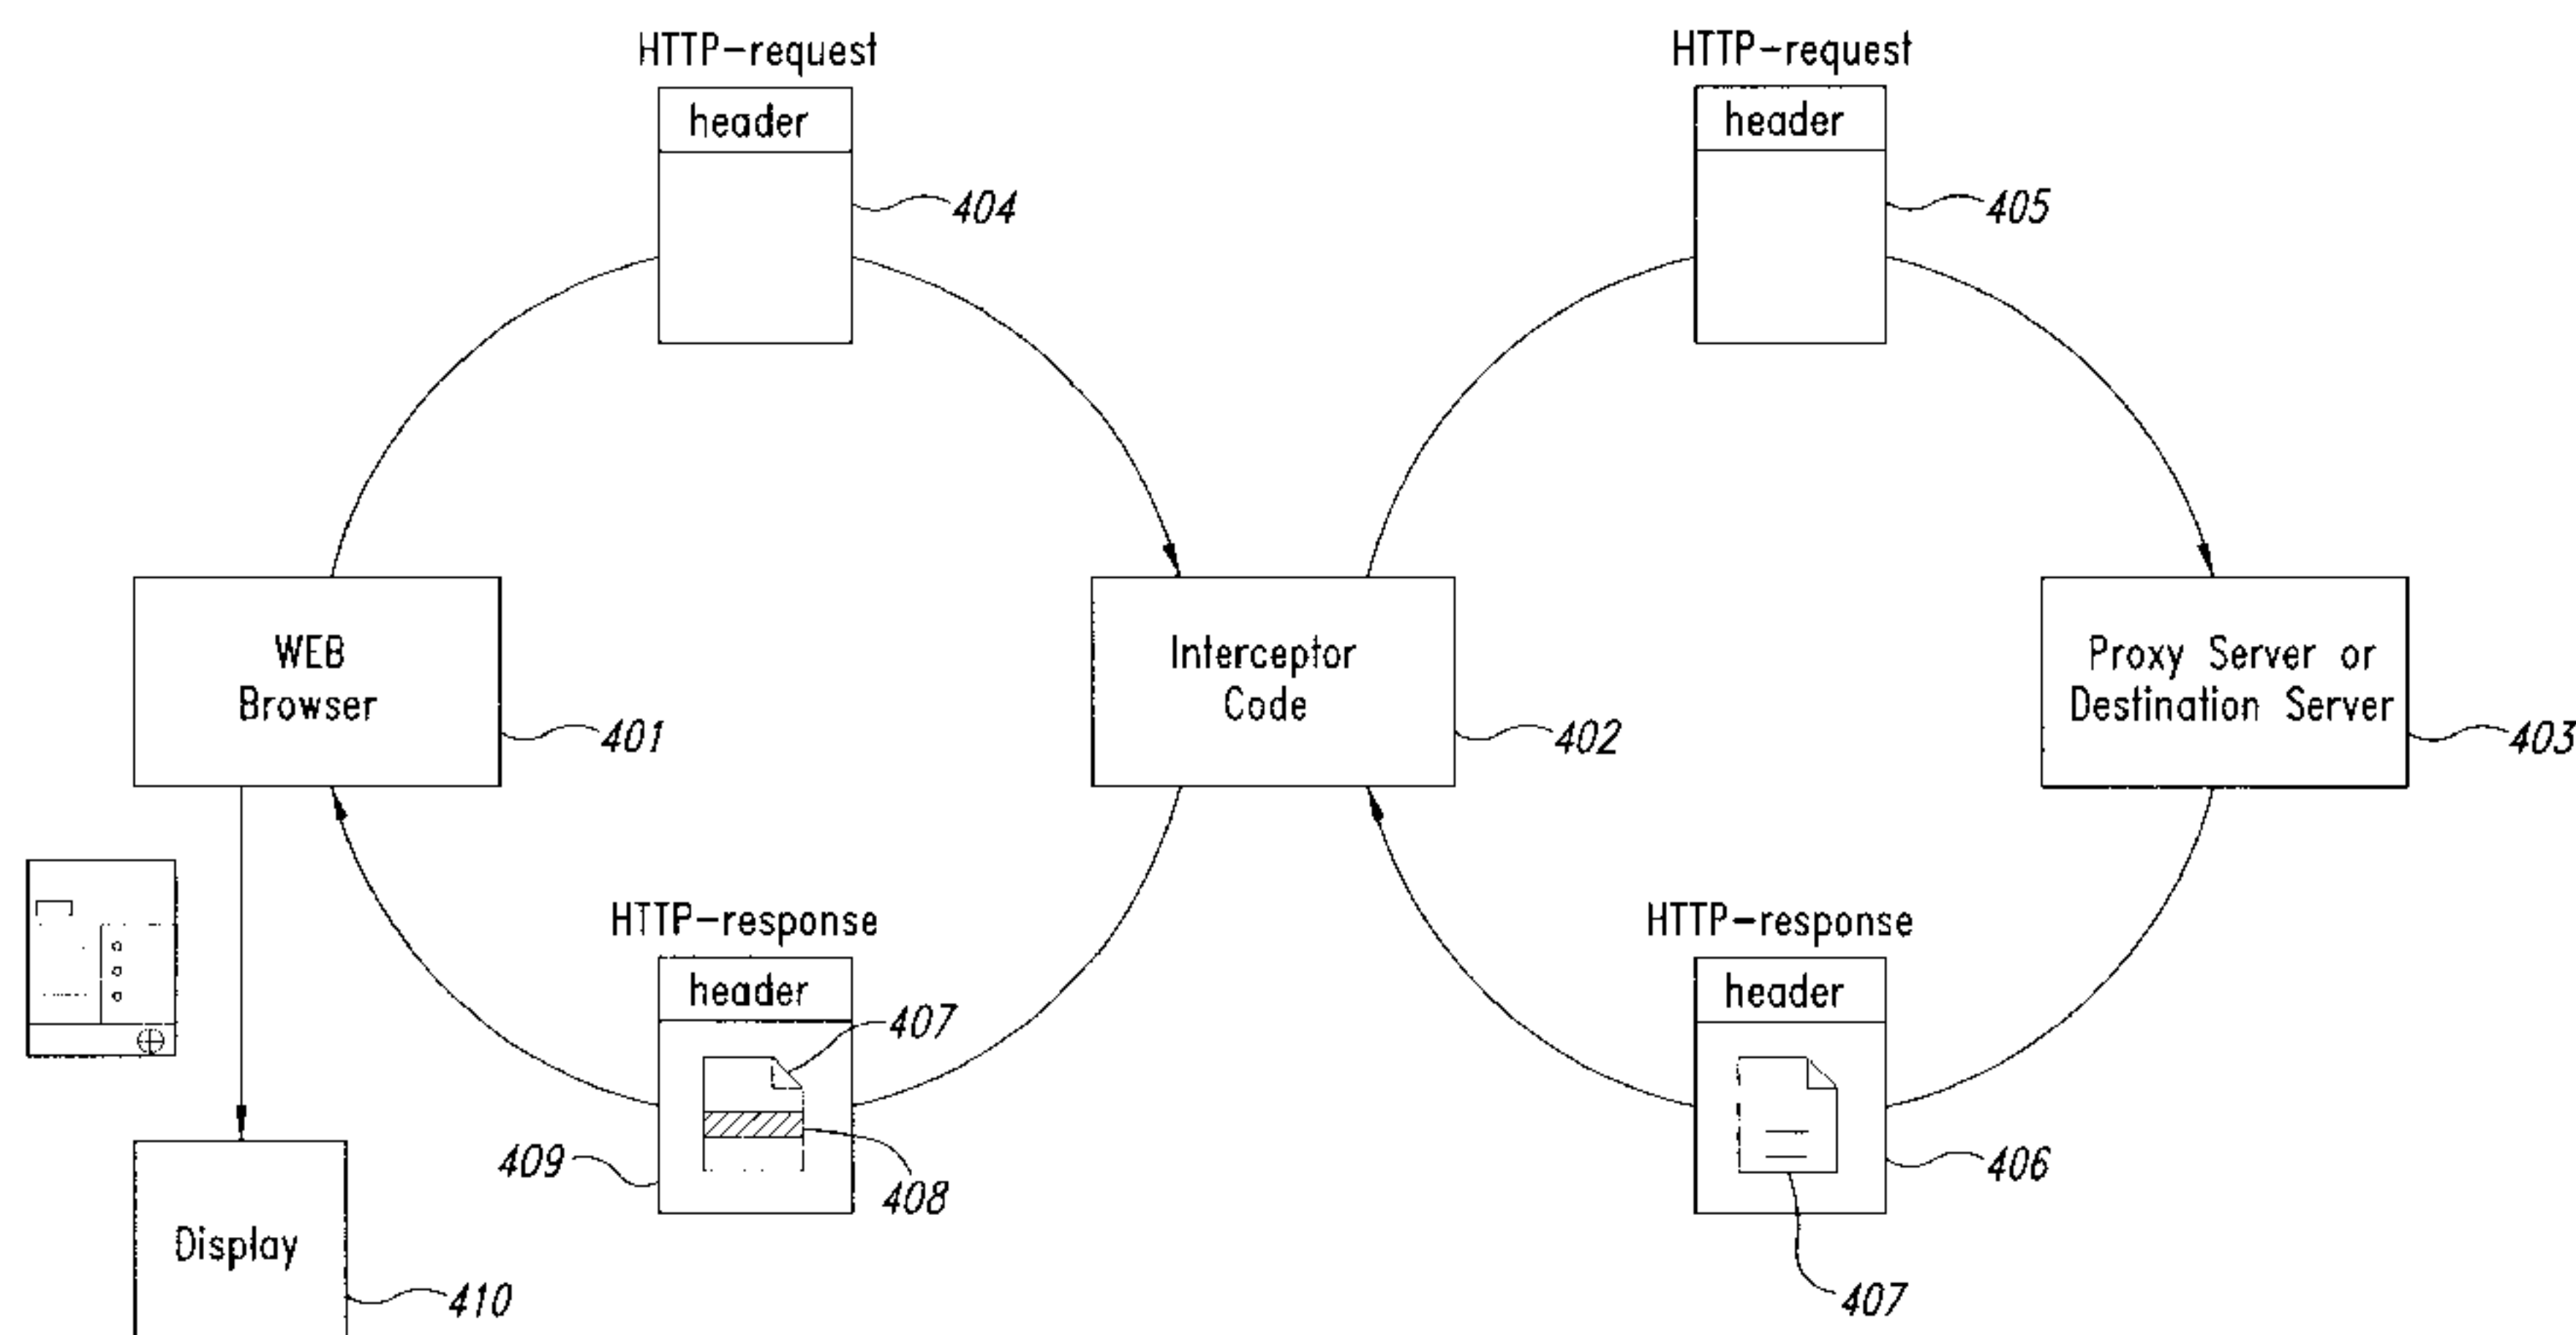 HTTP-request
header
404
HTTP-request
header
405
WEB
Browser
401
Interceptor
Code
402
Proxy Server or
Destination Server
403
HTTP-response
header
407
408
409
HTTP-response
header
406
407
Display
410